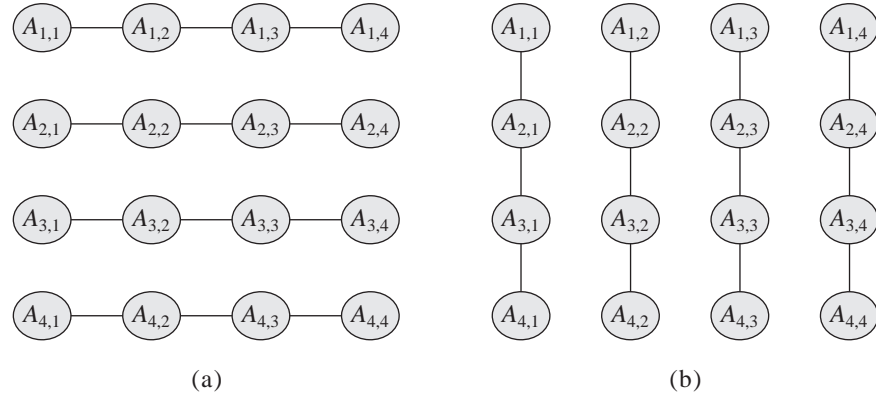 A1,1 A1,2 A1,3 A1,4 A1,1 A1,2 A1,3 A1,4
A2,1 A2,2 A2,3 A2,4 A2,1 A2,2 A2,3 A2,4
A3,1 A3,2 A3,3 A3,4 A3,1 A3,2 A3,3 A3,4
A4,1 A4,2 A4,3 A4,4 A4,1 A4,2 A4,3 A4,4
(a) (b)